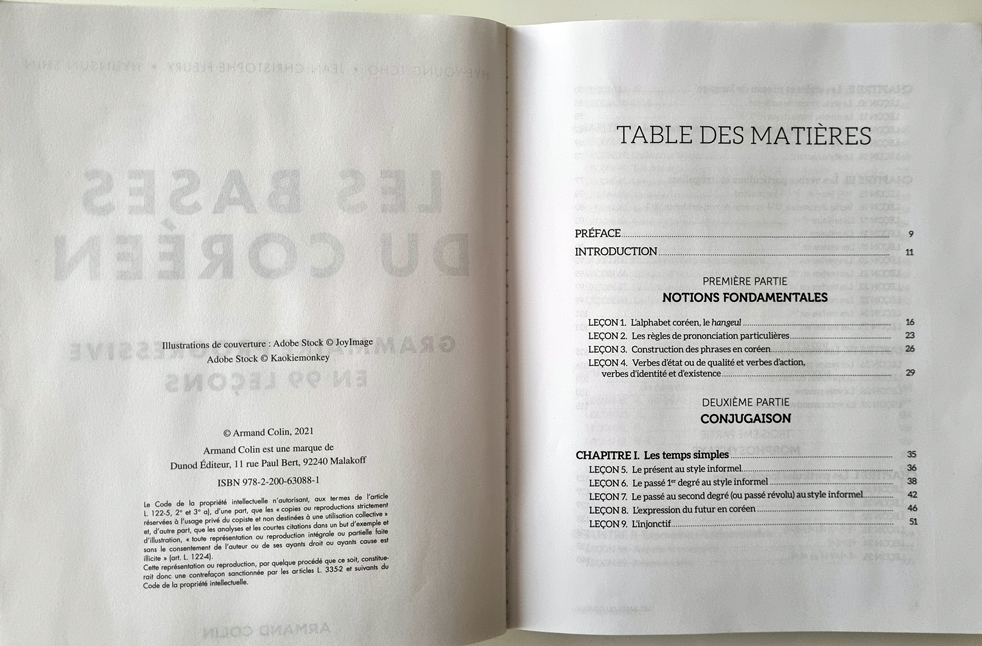 Illustrations de couverture : Adobe Stock © JoyImage
Adobe Stock © Kaokiemonkey
© Armand Colin, 2021
Armand Colin est une marque de
Dunod Éditeur, 11 rue Paul Bert, 92240 Malakoff
ISBN 978-2-200-63088-1
Le Code de la propriété intellectuelle n'autorisant, aux termes de l'article
L. 122-5, 2° et 3° a), d'une part, que les « copies ou reproductions strictement
réservées à l'usage privé du copiste et non destinées à une utilisation collective »
et, d'autre part, que les analyses et les courtes citations dans un but d'exemple et
d'illustration, « toute représentation ou reproduction intégrale ou partielle faite
sans le consentement de l'auteur ou de ses ayants droit ou ayants cause est
illicite » (art. L. 122-4).
Cette représentation ou reproduction, par quelque procédé que ce soit, constitue-
rait donc une contrefaçon sanctionnée par les articles L. 335-2 et suivants du
Code de la propriété intellectuelle.
TABLE DES MATIÈRES
PRÉFACE 9
INTRODUCTION 11
PREMIÈRE PARTIE
NOTIONS FONDAMENTALES
LEÇON 1. L'alphabet coréen, le hangeul 16
LEÇON 2. Les règles de prononciation particulières 23
LEÇON 3. Construction des phrases en coréen 26
LEÇON 4. Verbes d'état ou de qualité et verbes d'action,
verbes d'identité et d'existence 29
DEUXIÈME PARTIE
CONJUGAISON
CHAPITRE I. Les temps simples 35
LEÇON 5. Le présent au style informel 36
LEÇON 6. Le passé 1er degré au style informel 38
LEÇON 7. Le passé au second degré (ou passé révolu) au style informel 42
LEÇON 8. L'expression du futur en coréen 46
LEÇON 9. L'injonctif 51